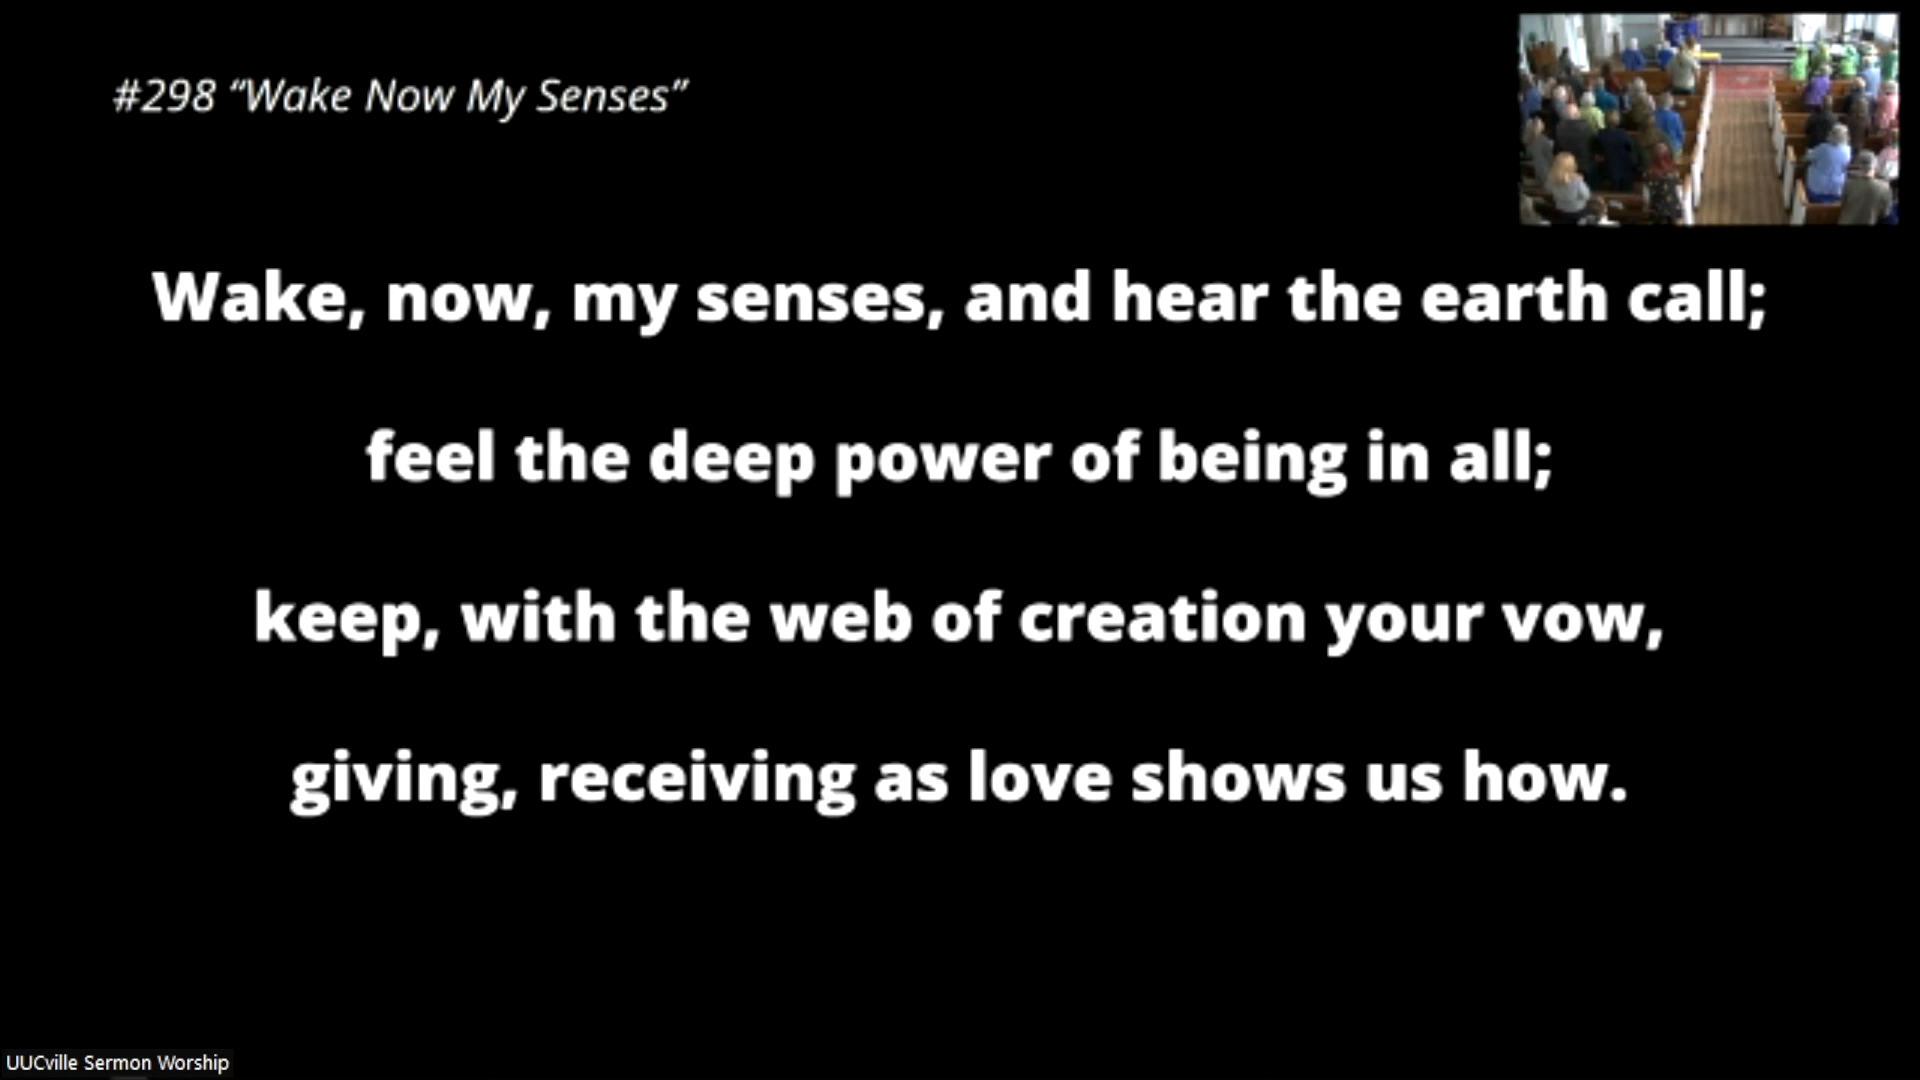 #298 “Wake Now My Senses”
Wake, now, my senses, and hear the earth call;
feel the deep power of being in all;
keep, with the web of creation your vow,
giving, receiving as love shows us how.
UUCville Sermon Worship